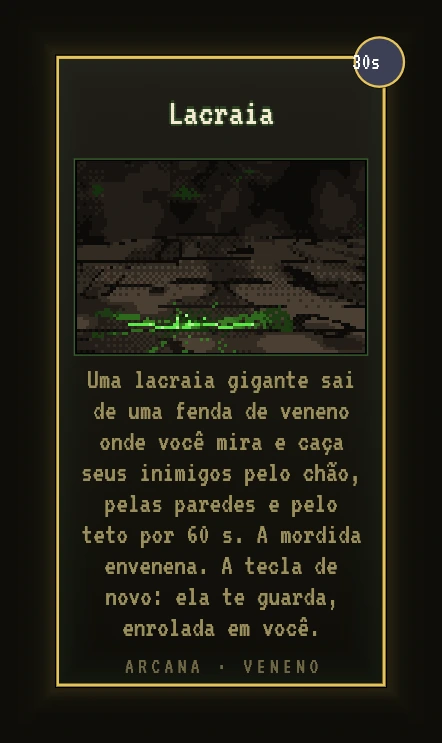 80s
Lacraia
Uma lacraia gigante sai
de uma fenda de veneno
onde você mira e caça
seus inimigos pelo chão,
pelas paredes e pelo
teto por 60 s. A mordida
envenena. A tecla de
novo: ela te guarda,
enrolada em você.
ARCANA · VENENO